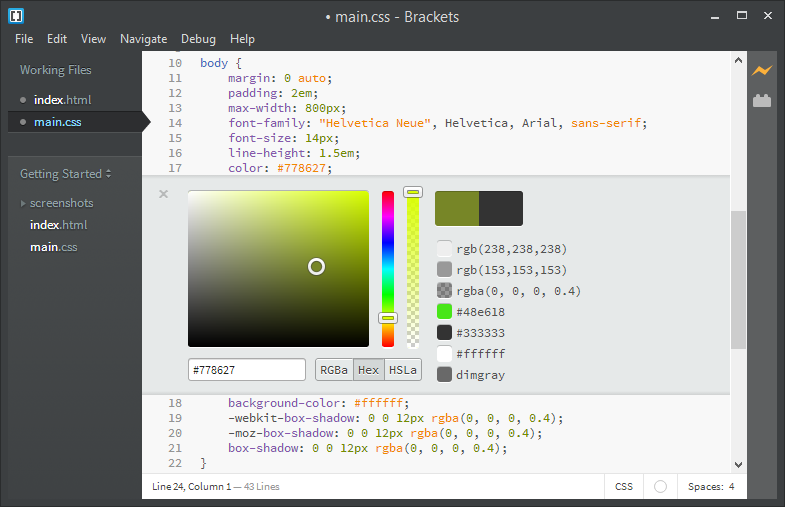 • main.css - Brackets
File Edit View Navigate Debug Help
Working Files
index.html
main.css
Getting Started
screenshots
index.html
main.css
10 body {
11 margin: 0 auto;
12 padding: 2em;
13 max-width: 800px;
14 font-family: "Helvetica Neue", Helvetica, Arial, sans-serif;
15 font-size: 14px;
16 line-height: 1.5em;
17 color: #778627;
#778627
RGBa Hex HSLa
rgb(238,238,238)
rgb(153,153,153)
rgba(0, 0, 0, 0.4)
#48e618
#333333
#ffffff
dimgray
18 background-color: #ffffff;
19 -webkit-box-shadow: 0 0 12px rgba(0, 0, 0, 0.4);
20 -moz-box-shadow: 0 0 12px rgba(0, 0, 0, 0.4);
21 box-shadow: 0 0 12px rgba(0, 0, 0, 0.4);
22 }
Line 24, Column 1 — 43 Lines
CSS
Spaces: 4